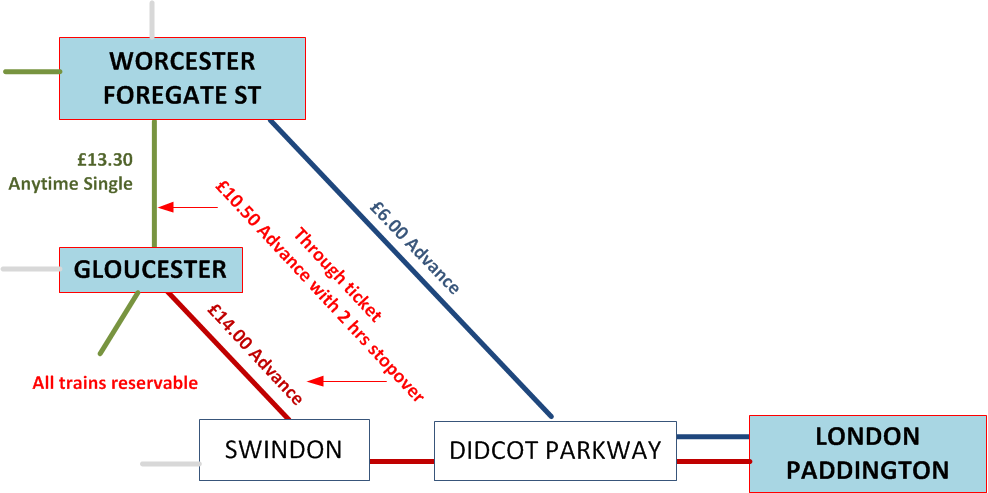 WORCESTER
FOREGATE ST
£13.30
Anytime Single
£6.00 Advance
Through ticket
£10.50 Advance with 2 hrs stopover
GLOUCESTER
£14.00 Advance
All trains reservable
SWINDON
DIDCOT PARKWAY
LONDON
PADDINGTON